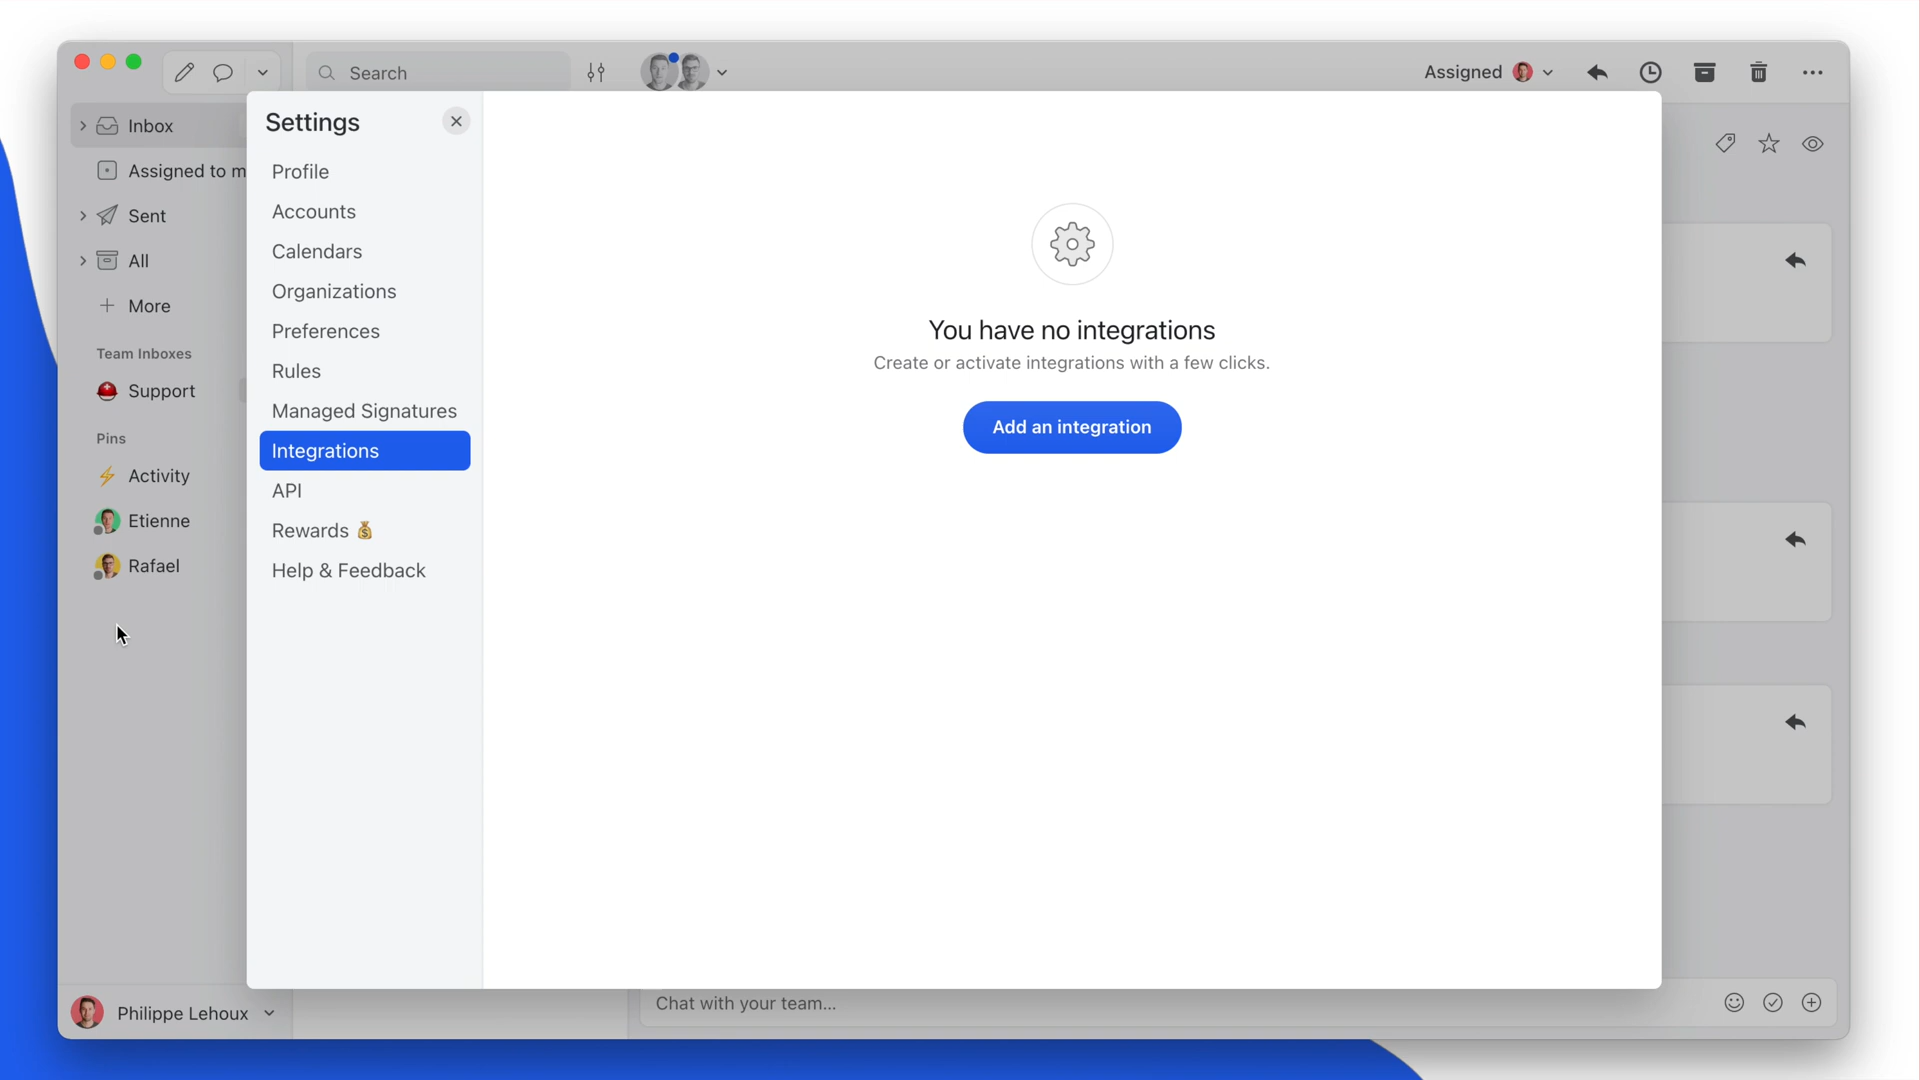 Search
Assigned
Inbox
Assigned to m
Sent
All
More
Team Inboxes
Support
Pins
Activity
Etienne
Rafael
Philippe Lehoux
Settings
Profile
Accounts
Calendars
Organizations
Preferences
Rules
Managed Signatures
Integrations
API
Rewards 💰
Help & Feedback
You have no integrations
Create or activate integrations with a few clicks.
Add an integration
Chat with your team...